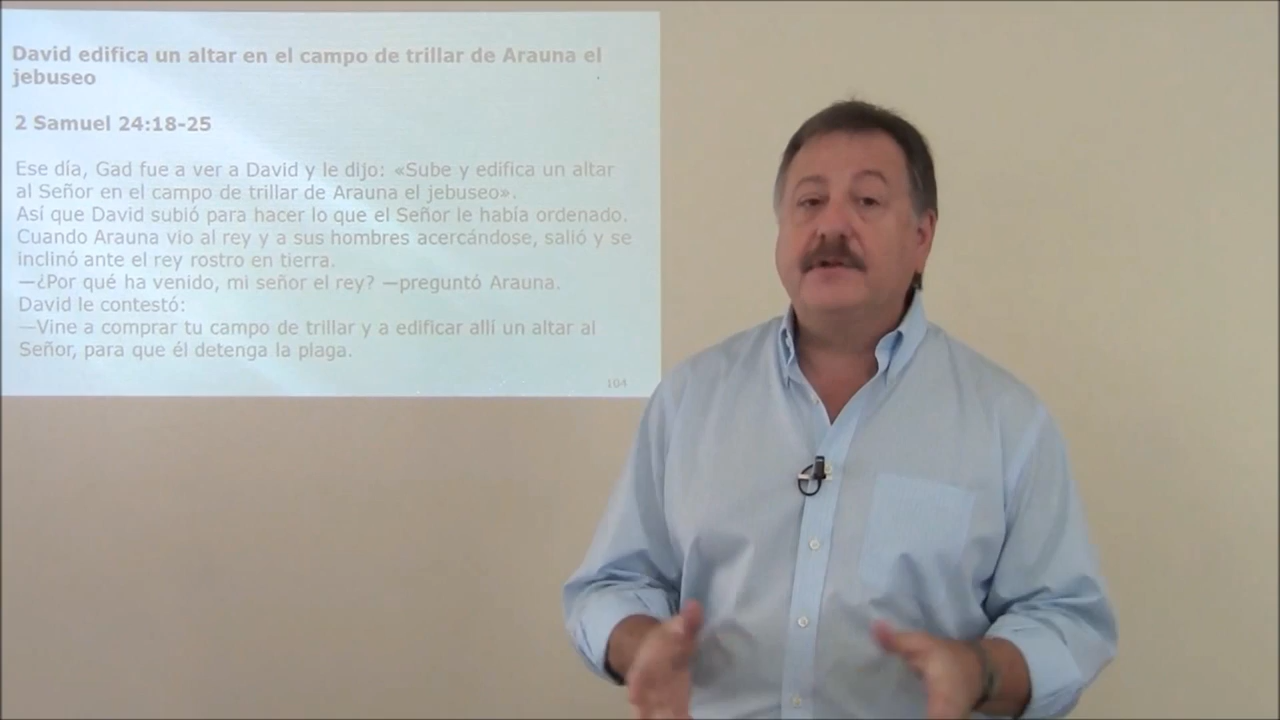 David edifica un altar en el campo de trillar de Arauna el
jebuseo
2 Samuel 24:18-25
Ese día, Gad fue a ver a David y le dijo: «Sube y edifica un altar
al Señor en el campo de trillar de Arauna el jebuseo».
Así que David subió para hacer lo que el Señor le había ordenado.
Cuando Arauna vio al rey y a sus hombres acercándose, salió y se
inclinó ante el rey rostro en tierra.
—¿Por qué ha venido, mi señor el rey? —preguntó Arauna.
David le contestó:
—Vine a comprar tu campo de trillar y a edificar allí un altar al
Señor, para que él detenga la plaga.
104